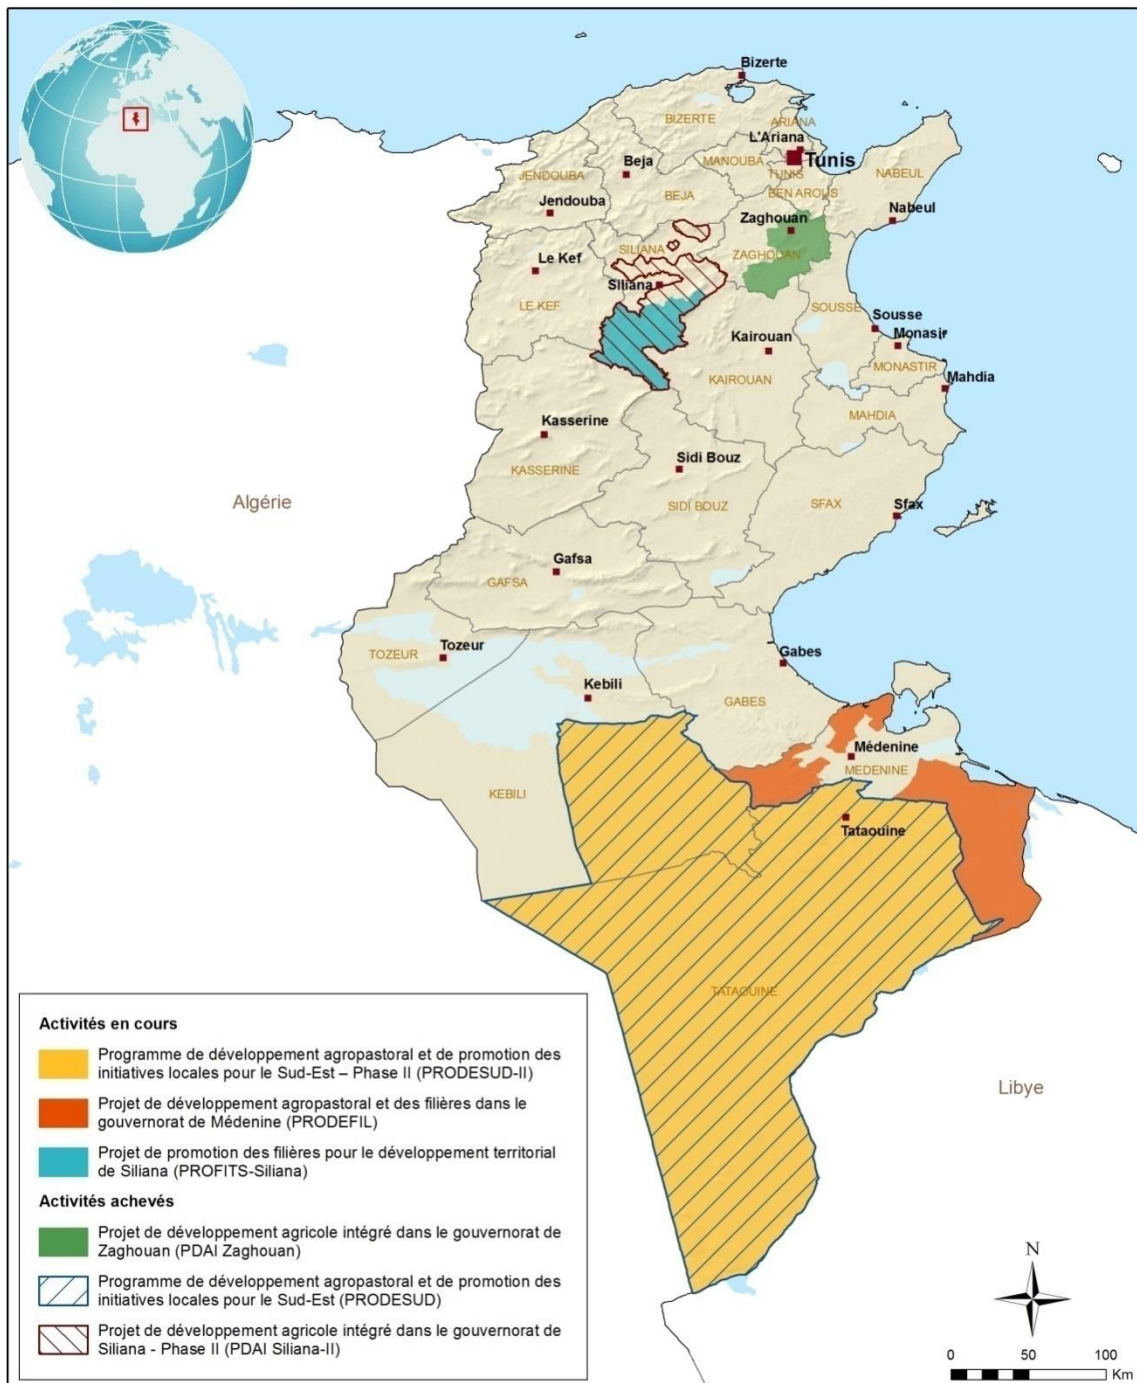 Bizerte
BIZERTE
ARIANA
L'Ariana
Tunis
Beja
MANOUBA
TUNIS
NABEUL
JENDOUBA
BEJA
BEN AROUS
Jendouba
Zaghouan
Nabeul
SILIANA
ZAGHOUAN
Le Kef
Siliana
LE KEF
SOUSSE
Sousse
Monasir
Kairouan
MONASTIR
KAIROUAN
Mahdia
MAHDIA
Kasserine
Sidi Bouz
KASSERINE
Algérie
SIDI BOUZ
SFAX
Sfax
Gafsa
GAFSA
Tozeur
TOZEUR
Gabes
Kebili
GABES
Médenine
MEDENINE
KEBILI
Tataouine
TATAOUINE
Libye
Activités en cours
Programme de développement agropastoral et de promotion des
initiatives locales pour le Sud-Est – Phase II (PRODESUD-II)
Projet de développement agropastoral et des filières dans le
gouvernorat de Médenine (PRODEFIL)
Projet de promotion des filières pour le développement territorial
de Siliana (PROFITS-Siliana)
Activités achevés
Projet de développement agricole intégré dans le gouvernorat de
Zaghouan (PDAI Zaghouan)
Programme de développement agropastoral et de promotion des
initiatives locales pour le Sud-Est (PRODESUD)
Projet de développement agricole intégré dans le gouvernorat de
Siliana - Phase II (PDAI Siliana-II)
N
0 50 100
Km